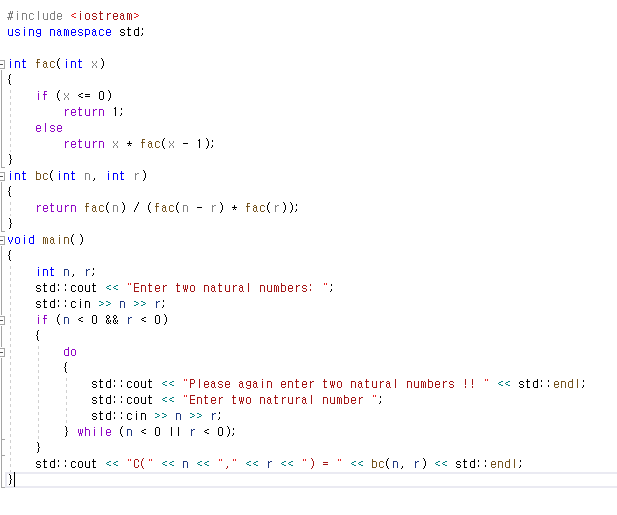 #include <iostream>
using namespace std;
int fac(int x)
{
if (x <= 0)
return 1;
else
return x * fac(x - 1);
}
int bc(int n, int r)
{
return fac(n) / (fac(n - r) * fac(r));
}
void main()
{
int n, r;
std::cout << "Enter two natural numbers: ";
std::cin >> n >> r;
if (n < 0 && r < 0)
{
do
{
std::cout << "Please again enter two natural numbers !! " << std::endl;
std::cout << "Enter two natrural number ";
std::cin >> n >> r;
} while (n < 0 || r < 0);
}
std::cout << "C(" << n << "," << r << ") = " << bc(n, r) << std::endl;
}